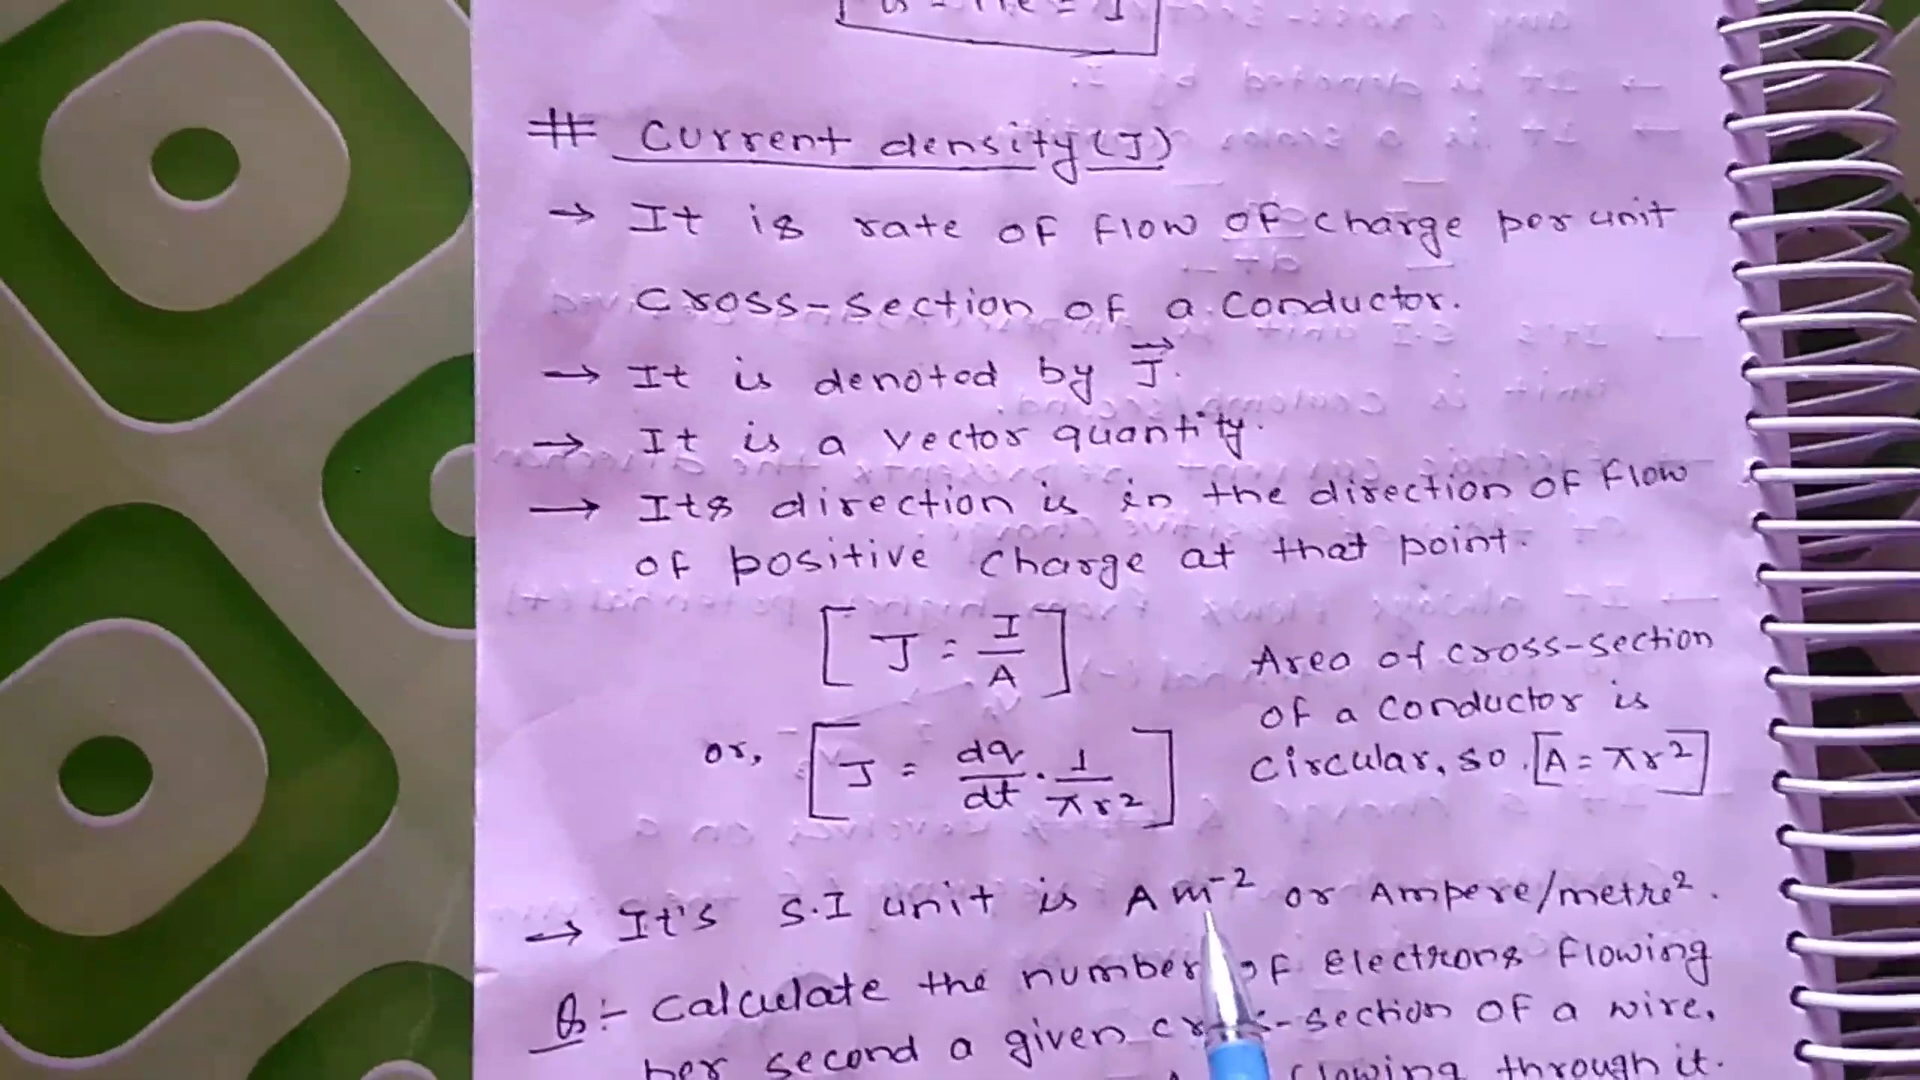 # Current density (J)
→ It is rate of flow of charge per unit
cross-section of a conductor.
→ It is denoted by J⃗.
→ It is a vector quantity.
→ Its direction is in the direction of flow
of positive charge at that point.
[J = I/A]
Area of cross-section
of a conductor is
circular, so [A = πr²]
or, [J = dq/dt · 1/πr²]
→ It's S.I unit is A m⁻² or Ampere/metre².
Q:- Calculate the number of electrons flowing
per second a given -section of a wire.
flowing through it.